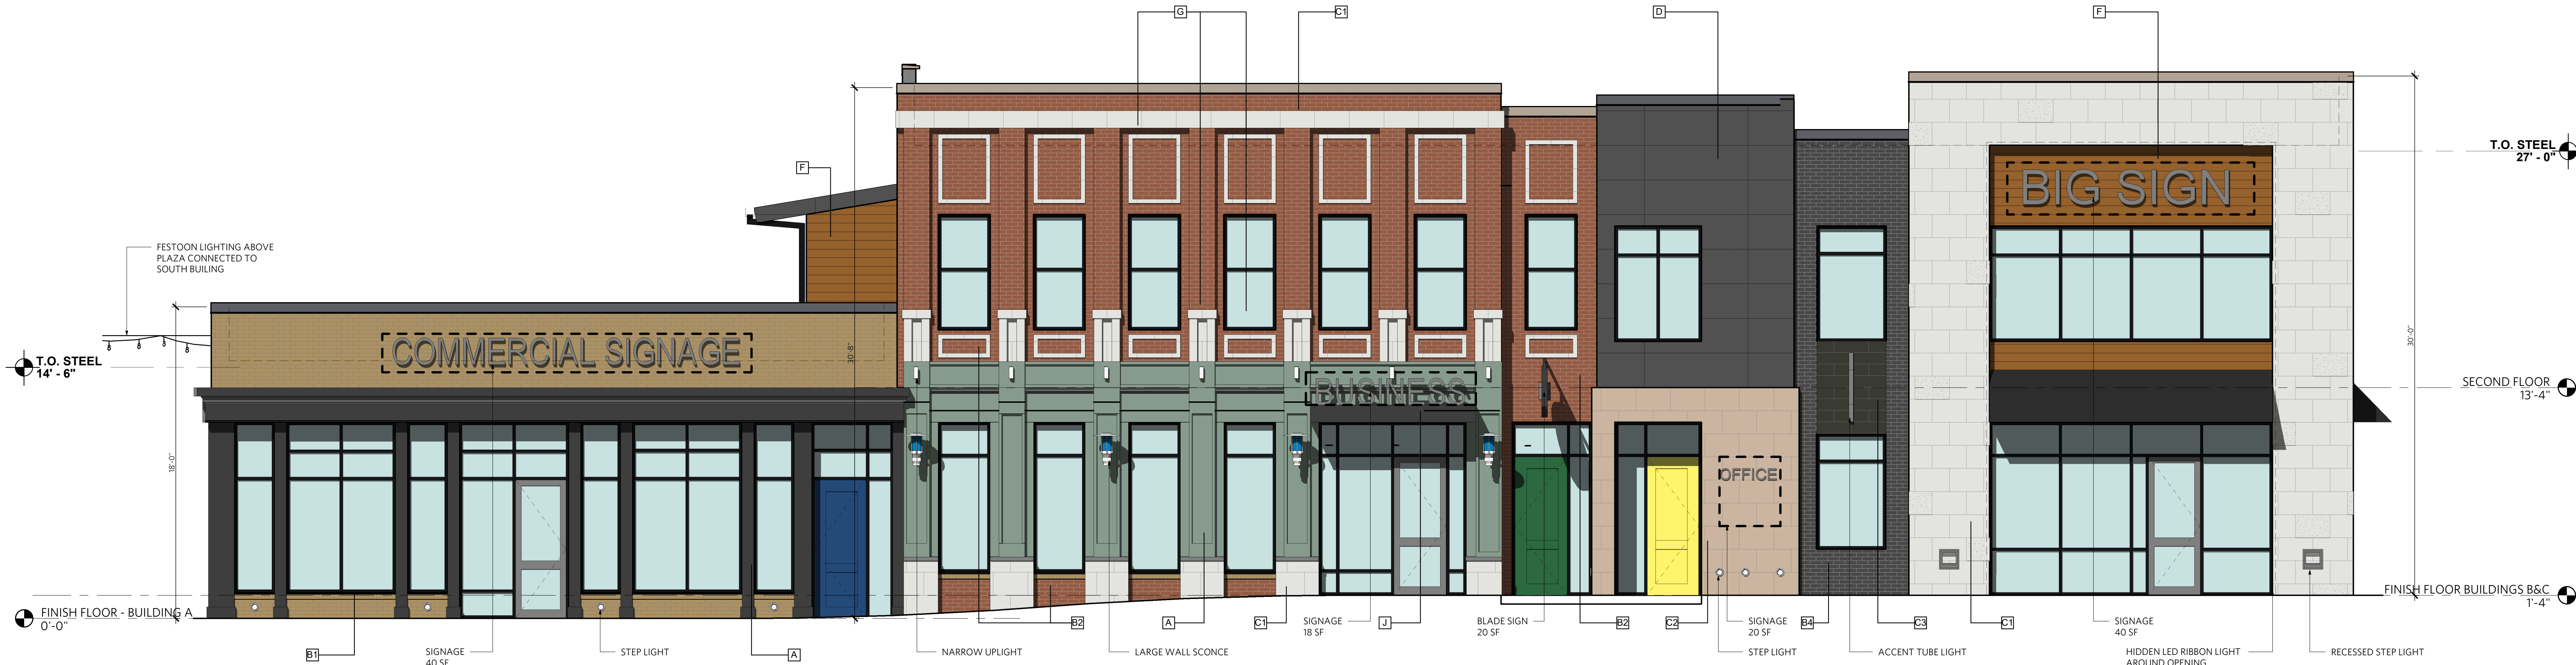 G
C1
D
F
T.O. STEEL
27' - 0"
F
BIG SIGN
FESTOON LIGHTING ABOVE
PLAZA CONNECTED TO
SOUTH BUILING
T.O. STEEL
14' - 6"
COMMERCIAL SIGNAGE
30'-8"
30'-0"
BUSINESS
SECOND FLOOR
13'-4"
18'-0"
OFFICE
FINISH FLOOR - BUILDING A
0'-0"
FINISH FLOOR BUILDINGS B&C
1'-4"
B2
A
C1
SIGNAGE
18 SF
J
BLADE SIGN
20 SF
B2
C2
SIGNAGE
20 SF
B4
C3
C1
SIGNAGE
40 SF
B1
SIGNAGE
40 SF
STEP LIGHT
A
NARROW UPLIGHT
LARGE WALL SCONCE
STEP LIGHT
ACCENT TUBE LIGHT
HIDDEN LED RIBBON LIGHT
AROUND OPENING
RECESSED STEP LIGHT